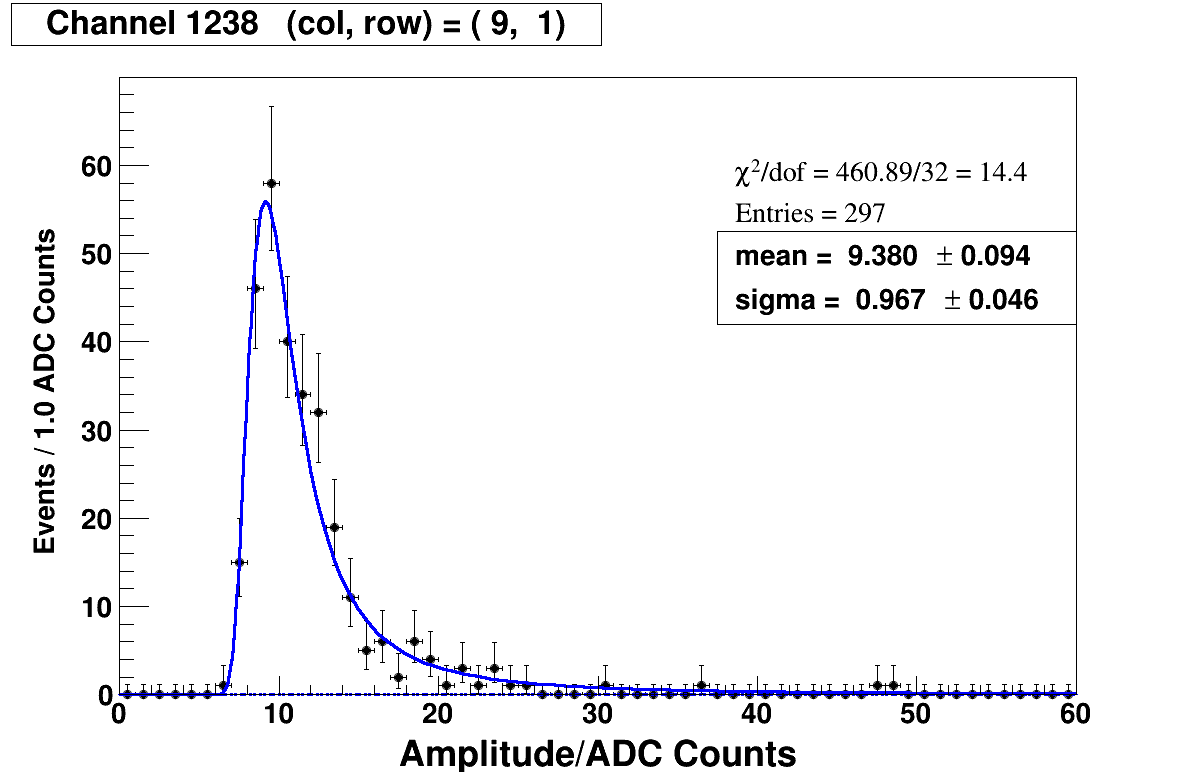 Channel 1238 (col, row) = ( 9, 1)
χ²/dof = 460.89/32 = 14.4
Entries = 297
mean = 9.380 ± 0.094
sigma = 0.967 ± 0.046
Events / 1.0 ADC Counts
60
50
40
30
20
10
0
0 10 20 30 40 50 60
Amplitude/ADC Counts